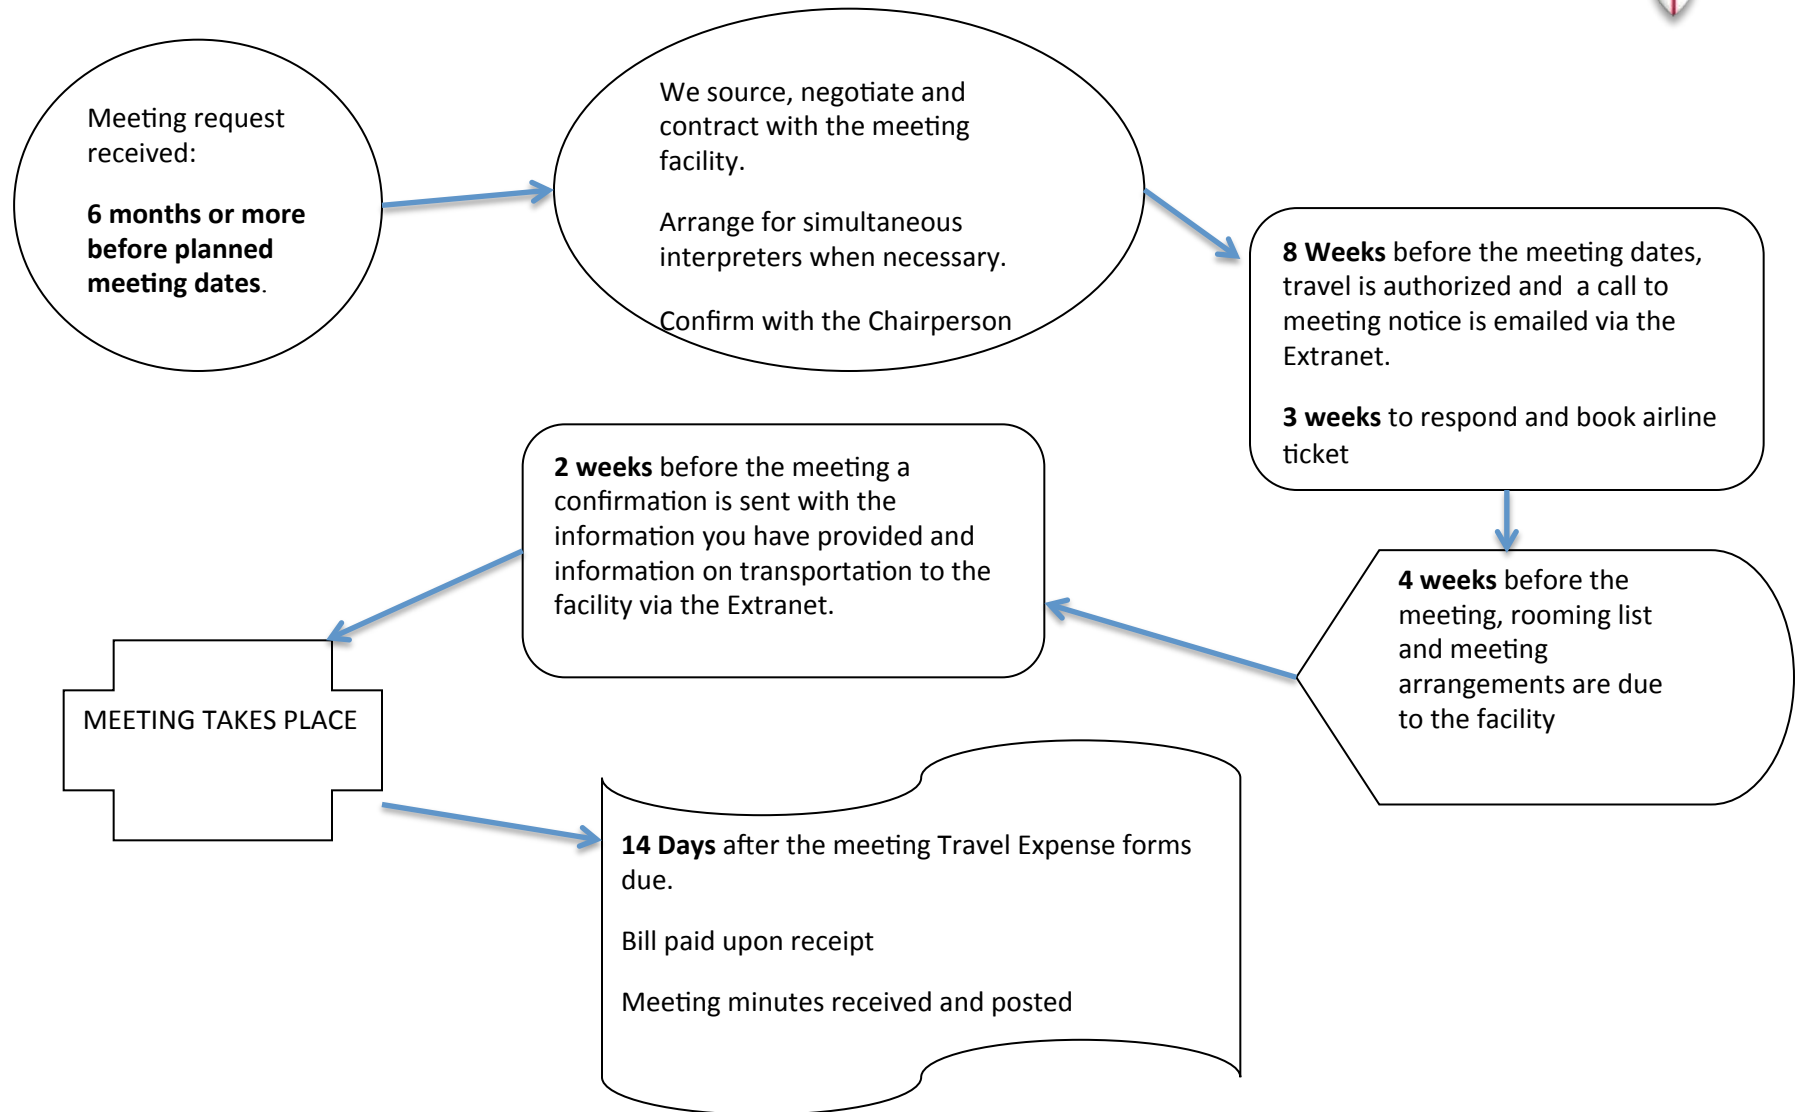 Meeting request
received:
6 months or more
before planned
meeting dates.
We source, negotiate and
contract with the meeting
facility.
Arrange for simultaneous
interpreters when necessary.
Confirm with the Chairperson
8 Weeks before the meeting dates,
travel is authorized and  a call to
meeting notice is emailed via the
Extranet.
3 weeks to respond and book airline
ticket
4 weeks before the
meeting, rooming list
and meeting
arrangements are due
to the facility
2 weeks before the meeting a
confirmation is sent with the
information you have provided and
information on transportation to the
facility via the Extranet.
MEETING TAKES PLACE
14 Days after the meeting Travel Expense forms
due.
Bill paid upon receipt
Meeting minutes received and posted